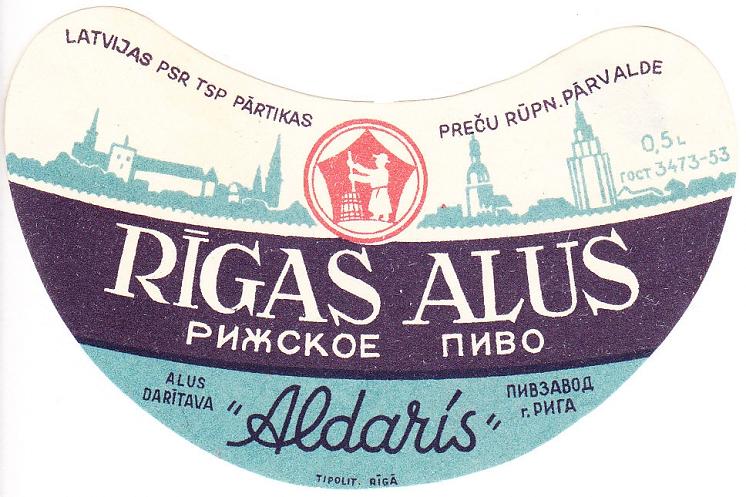 LATVIJAS PSR TSP PĀRTIKAS PREČU RŪPN. PĀRVALDE
0,5 L
ГОСТ 3473-53
RĪGAS ALUS
РИЖСКОЕ ПИВО
ALUS
DARĪTAVA
"Aldaris"
ПИВЗАВОД
г. РИГА
TIPOLIT. RĪGĀ